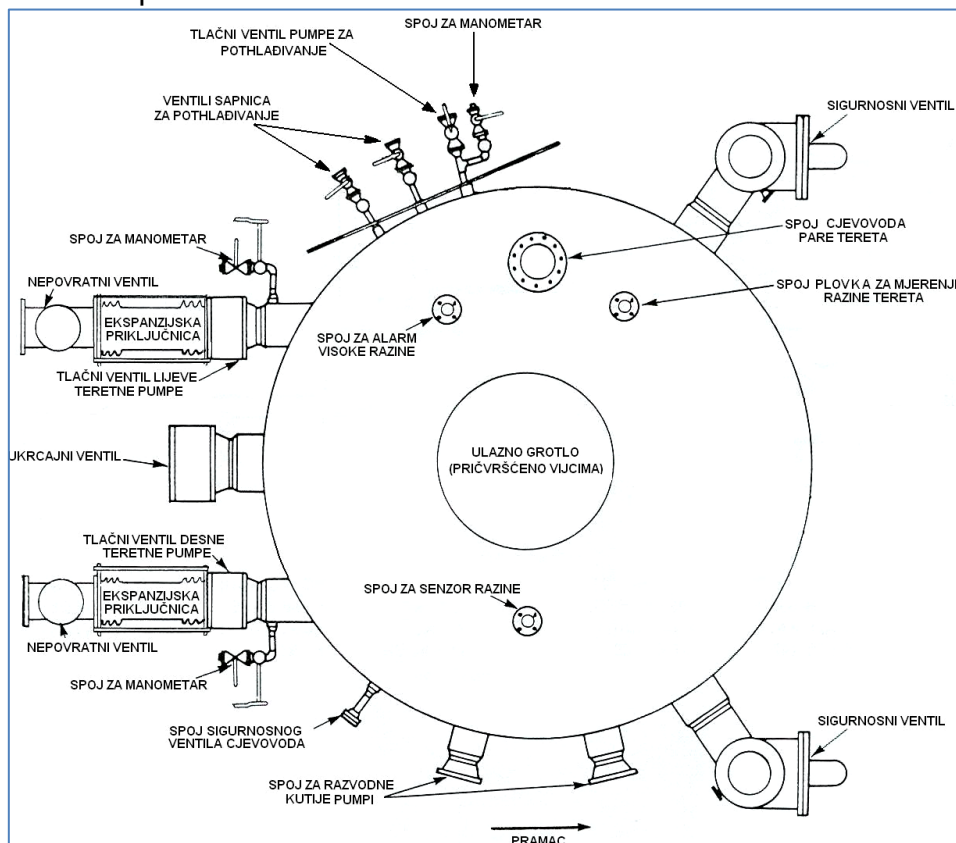 SPOJ ZA MANOMETAR
TLAČNI VENTIL PUMPE ZA
POTHLAĐIVANJE
VENTILI SAPNICA
ZA POTHLAĐIVANJE
SIGURNOSNI VENTIL
SPOJ CJEVOVODA
PARE TERETA
SPOJ ZA MANOMETAR
NEPOVRATNI VENTIL
SPOJ PLOVKA ZA MJERENJE
RAZINE TERETA
EKSPANZIJSKA
PRIKLJUČNICA
SPOJ ZA ALARM
VISOKE RAZINE
TLAČNI VENTIL LIJEVE
TERETNE PUMPE
UKRCAJNI VENTIL
ULAZNO GROTLO
(PRIČVRŠĆENO VIJCIMA)
TLAČNI VENTIL DESNE
TERETNE PUMPE
SPOJ ZA SENZOR RAZINE
EKSPANZIJSKA
PRIKLJUČNICA
NEPOVRATNI VENTIL
SPOJ ZA MANOMETAR
SPOJ SIGURNOSNOG
VENTILA CJEVOVODA
SIGURNOSNI VENTIL
SPOJ ZA RAZVODNE
KUTIJE PUMPI
PRAMAC